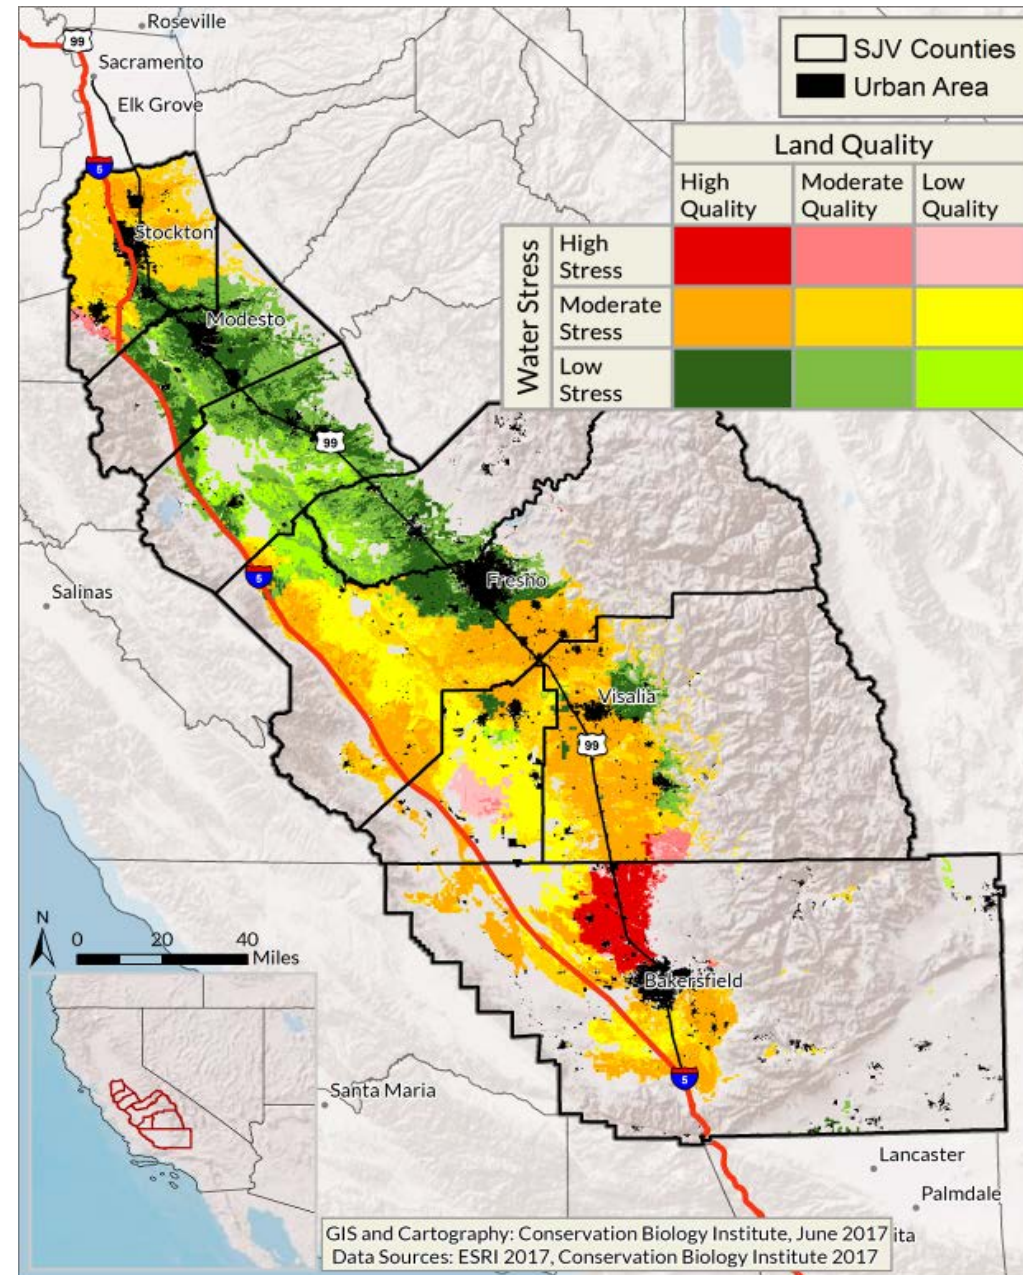 Roseville
99
Sacramento
Elk Grove
SJV Counties
Urban Area
Land Quality
High
Quality
Moderate
Quality
Low
Quality
Water Stress
High
Stress
Moderate
Stress
Low
Stress
5
Stockton
Modesto
99
5
Salinas
Fresno
Visalia
99
N
0 20 40
Miles
Bakersfield
5
Santa Maria
Lancaster
Palmdale
ita
GIS and Cartography: Conservation Biology Institute, June 2017
Data Sources: ESRI 2017, Conservation Biology Institute 2017